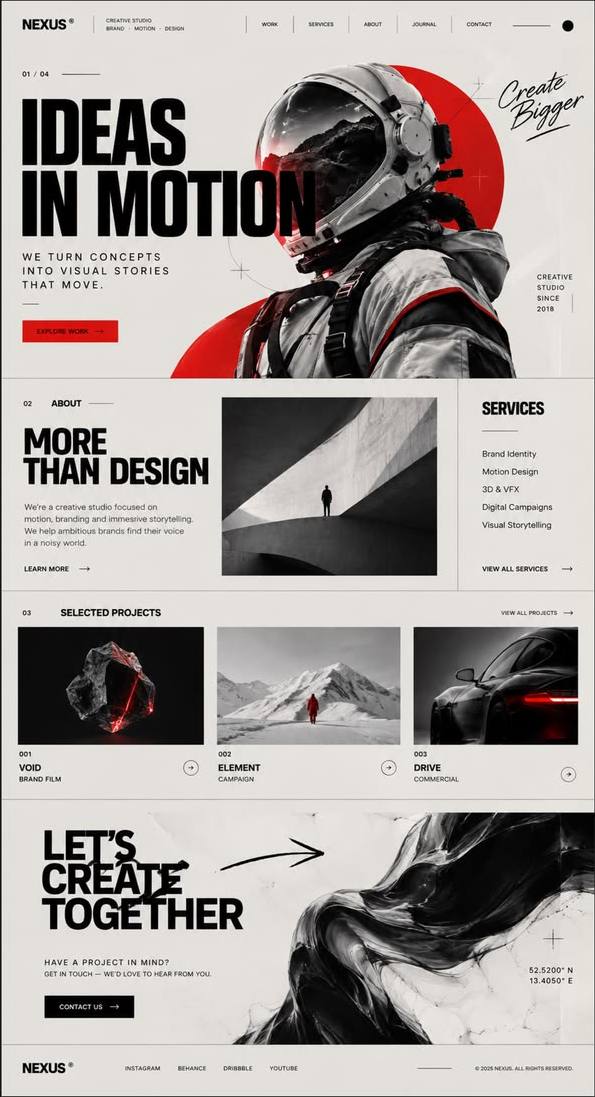 NEXUS ®
CREATIVE STUDIO
BRAND · MOTION · DESIGN
WORK
SERVICES
ABOUT
JOURNAL
CONTACT
01 / 04
IDEAS
IN MOTION
Create
Bigger
WE TURN CONCEPTS
INTO VISUAL STORIES
THAT MOVE.
EXPLORE WORK →
CREATIVE
STUDIO
SINCE
2018
02 ABOUT
MORE
THAN DESIGN
We're a creative studio focused on
motion, branding and immesrive storytelling.
We help ambitious brands find their voice
in a noisy world.
LEARN MORE →
SERVICES
Brand Identity
Motion Design
3D & VFX
Digital Campaigns
Visual Storytelling
VIEW ALL SERVICES →
03 SELECTED PROJECTS
VIEW ALL PROJECTS →
001
VOID
BRAND FILM
002
ELEMENT
CAMPAIGN
003
DRIVE
COMMERCIAL
LET'S
CREATE
TOGETHER
HAVE A PROJECT IN MIND?
GET IN TOUCH — WE'D LOVE TO HEAR FROM YOU.
CONTACT US →
52.5200° N
13.4050° E
NEXUS ®
INSTAGRAM
BEHANCE
DRIBBBLE
YOUTUBE
© 2025 NEXUS. ALL RIGHTS RESERVED.